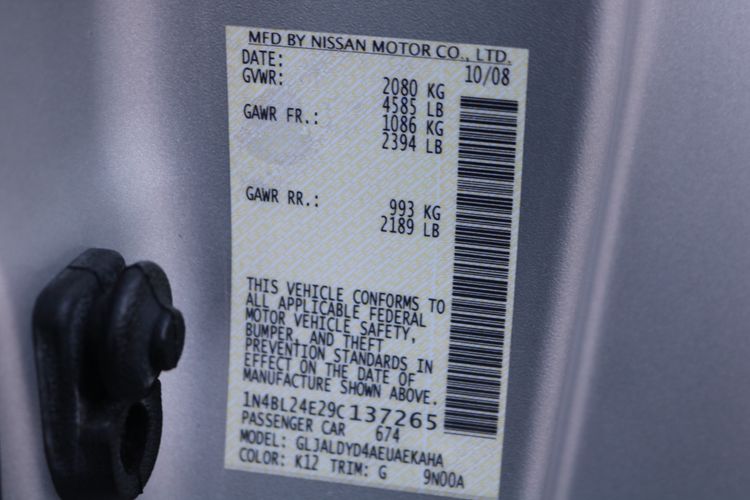 MFD BY NISSAN MOTOR CO., LTD.
DATE: 10/08
GVWR: 2080 KG
4585 LB
GAWR FR.: 1086 KG
2394 LB
GAWR RR.: 993 KG
2189 LB
THIS VEHICLE CONFORMS TO
ALL APPLICABLE FEDERAL
MOTOR VEHICLE SAFETY,
BUMPER, AND THEFT
PREVENTION STANDARDS IN
EFFECT ON THE DATE OF
MANUFACTURE SHOWN ABOVE.
1N4BL24E29C137265
PASSENGER CAR 674
MODEL: GLJALDYD4AEUAEKAHA
COLOR: K12 TRIM: G 9N00A